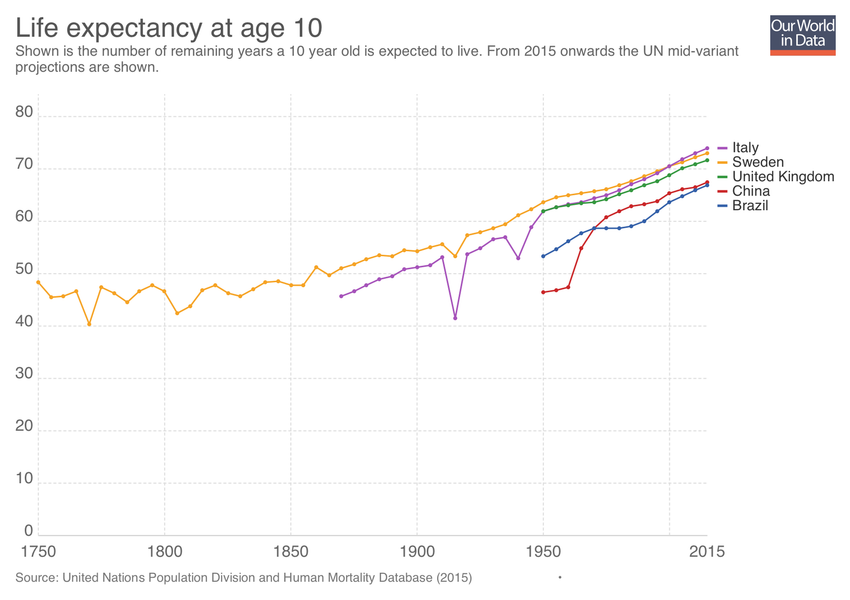 Life expectancy at age 10
Shown is the number of remaining years a 10 year old is expected to live. From 2015 onwards the UN mid-variant
projections are shown.
Our World
in Data
80
70
60
50
40
30
20
10
0
1750
1800
1850
1900
1950
2015
Italy
Sweden
United Kingdom
China
Brazil
Source: United Nations Population Division and Human Mortality Database (2015)